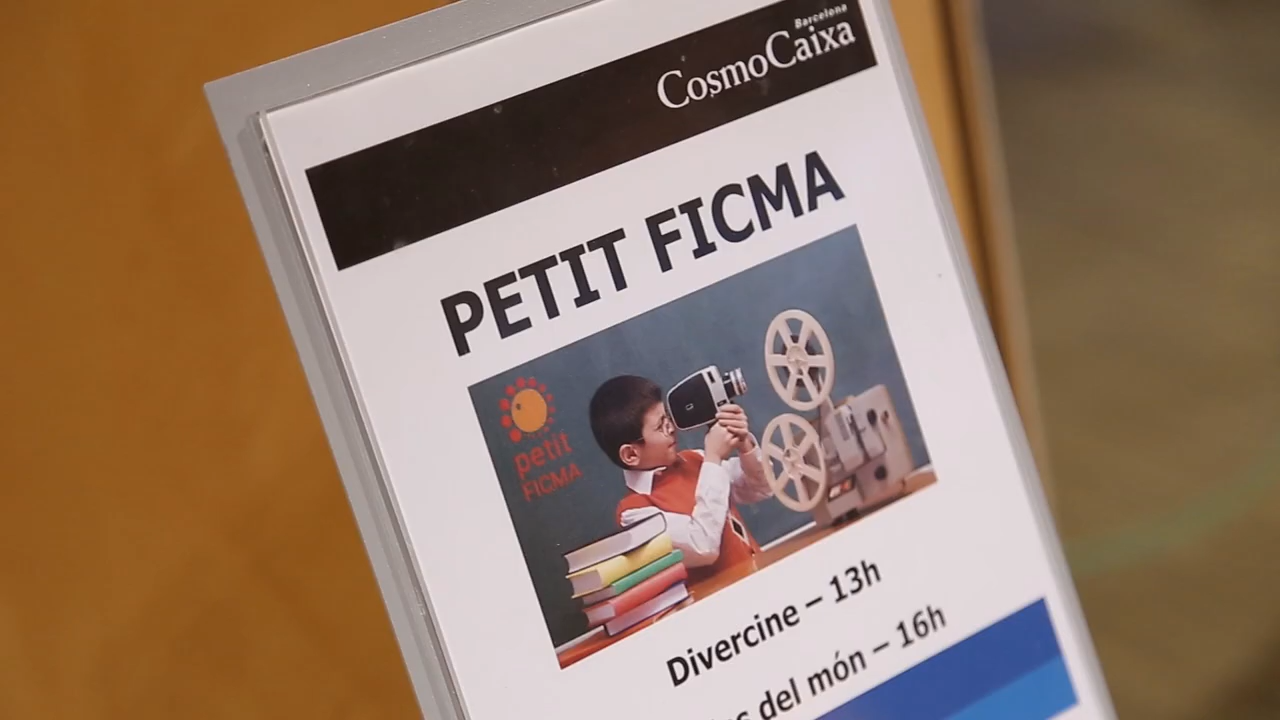 Barcelona
CosmoCaixa
PETIT FICMA
petit
FICMA
Divercine – 13h
del món – 16h